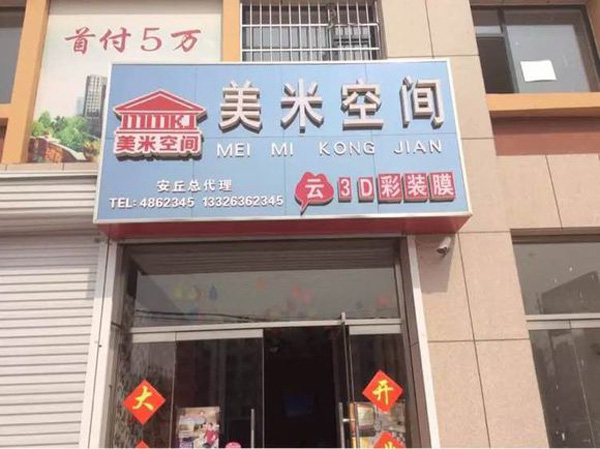 首付5万
美米空间
MEI MI KONG JIAN
MMKJ
美米空间
安丘总代理
云3D彩装膜
TEL: 4862345 13326362345
大
开